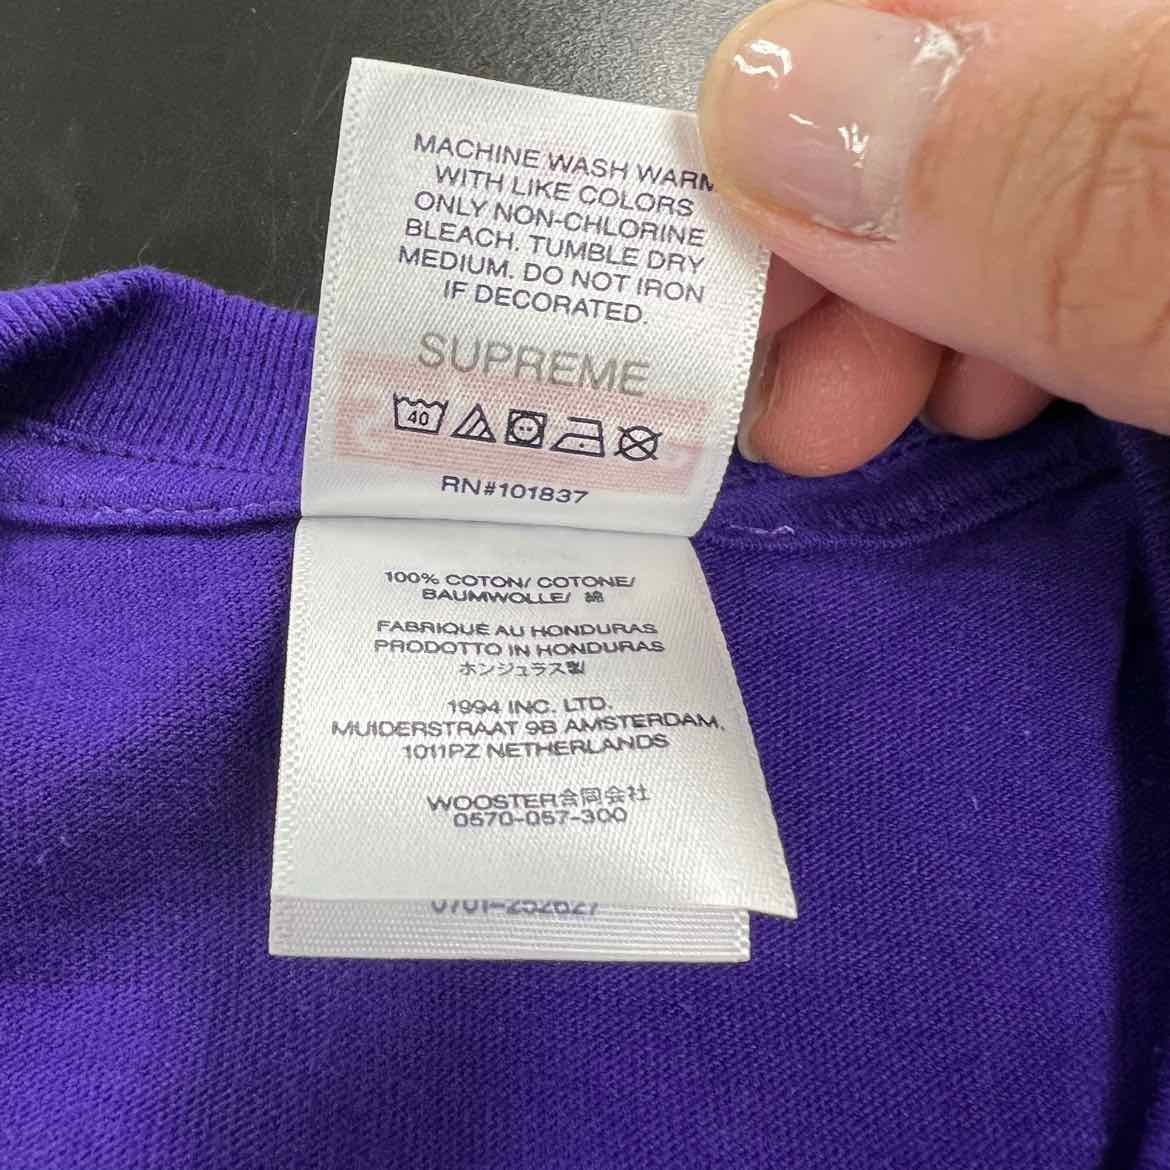 MACHINE WASH WARM
WITH LIKE COLORS
ONLY NON-CHLORINE
BLEACH. TUMBLE DRY
MEDIUM. DO NOT IRON
IF DECORATED.
SUPREME
40
RN#101837
100% COTON/ COTONE/
BAUMWOLLE/ 綿
FABRIQUÉ AU HONDURAS
PRODOTTO IN HONDURAS
ホンジュラス製
1994 INC. LTD.
MUIDERSTRAAT 9B AMSTERDAM,
1011PZ NETHERLANDS
WOOSTER合同会社
0570-057-300
0701-252627